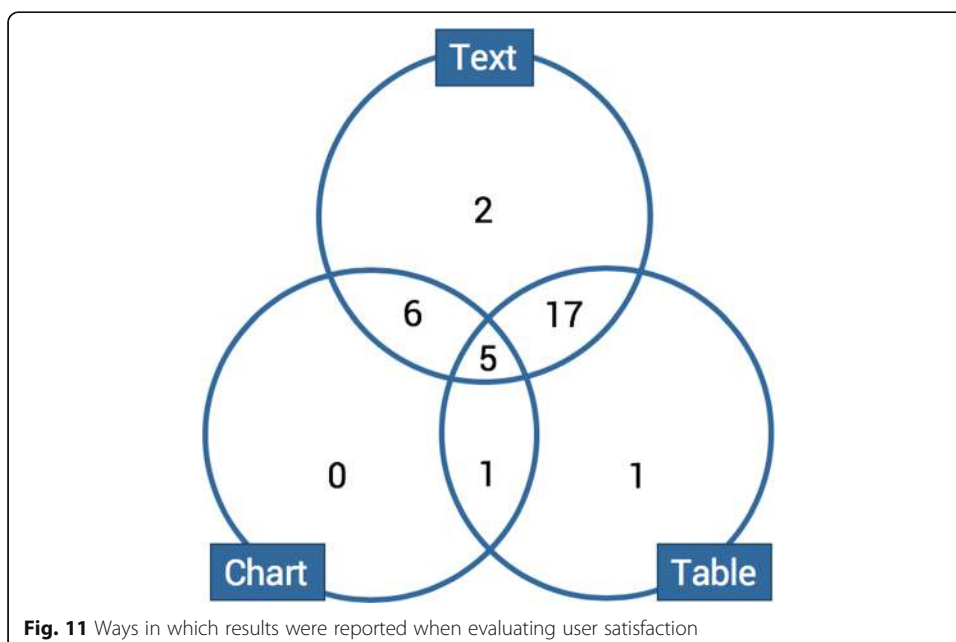 Text
2
6
17
5
0
1
1
Chart
Table
Fig. 11 Ways in which results were reported when evaluating user satisfaction